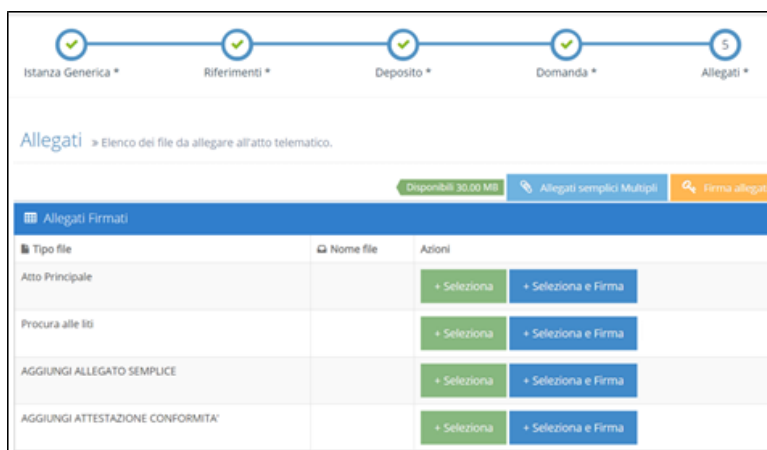 5
Istanza Generica * Riferimenti * Deposito * Domanda * Allegati *
Allegati » Elenco dei file da allegare all'atto telematico.
Disponibili 30.00 MB Allegati semplici Multipli Firma allegat
Allegati Firmati
Tipo file Nome file Azioni
Atto Principale + Seleziona + Seleziona e Firma
Procura alle liti + Seleziona + Seleziona e Firma
AGGIUNGI ALLEGATO SEMPLICE + Seleziona + Seleziona e Firma
AGGIUNGI ATTESTAZIONE CONFORMITA' + Seleziona + Seleziona e Firma